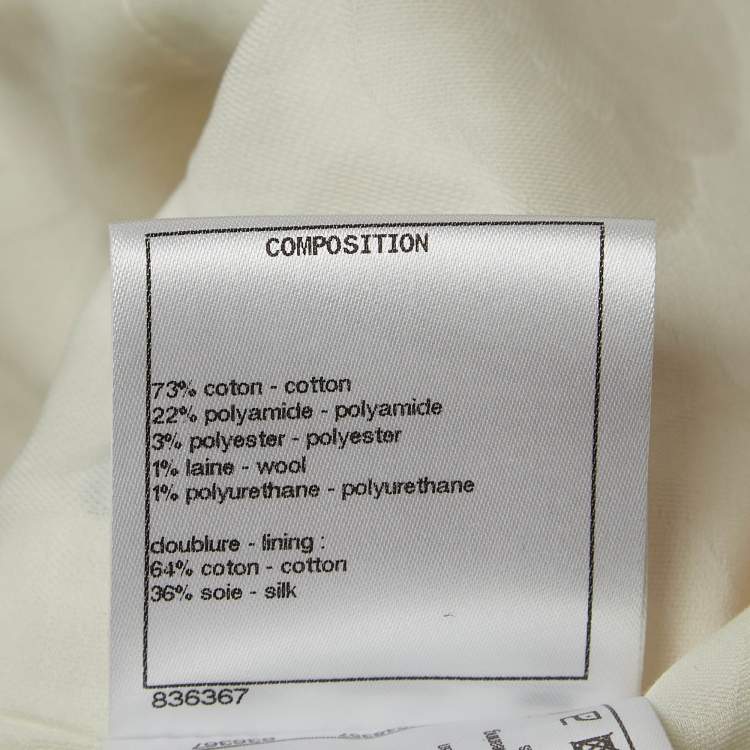 COMPOSITION
73% coton - cotton
22% polyamide - polyamide
3% polyester - polyester
1% laine - wool
1% polyurethane - polyurethane
doublure - lining :
64% coton - cotton
36% soie - silk
836367